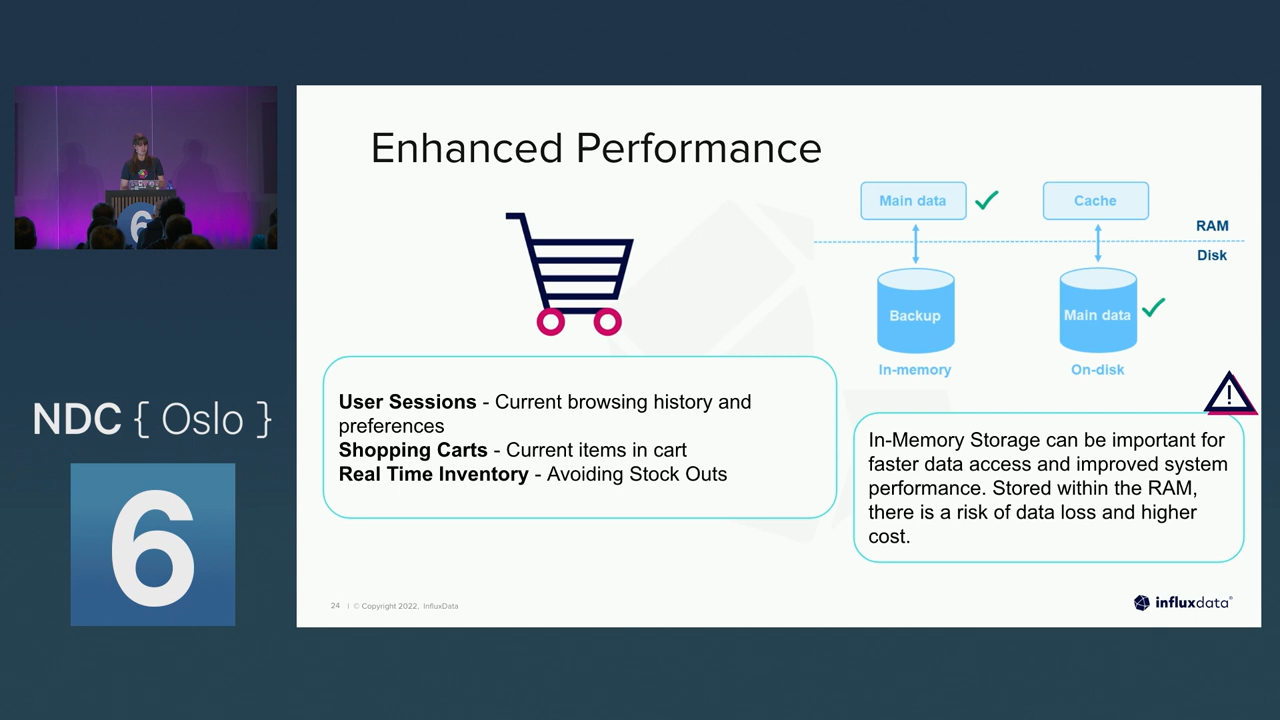 Enhanced Performance
Main data
Cache
RAM
Disk
Backup
Main data
In-memory
On-disk
User Sessions - Current browsing history and
preferences
Shopping Carts - Current items in cart
Real Time Inventory - Avoiding Stock Outs
!
In-Memory Storage can be important for
faster data access and improved system
performance. Stored within the RAM,
there is a risk of data loss and higher
cost.
24 | © Copyright 2022, InfluxData
influxdata®
NDC { Oslo }
6
6